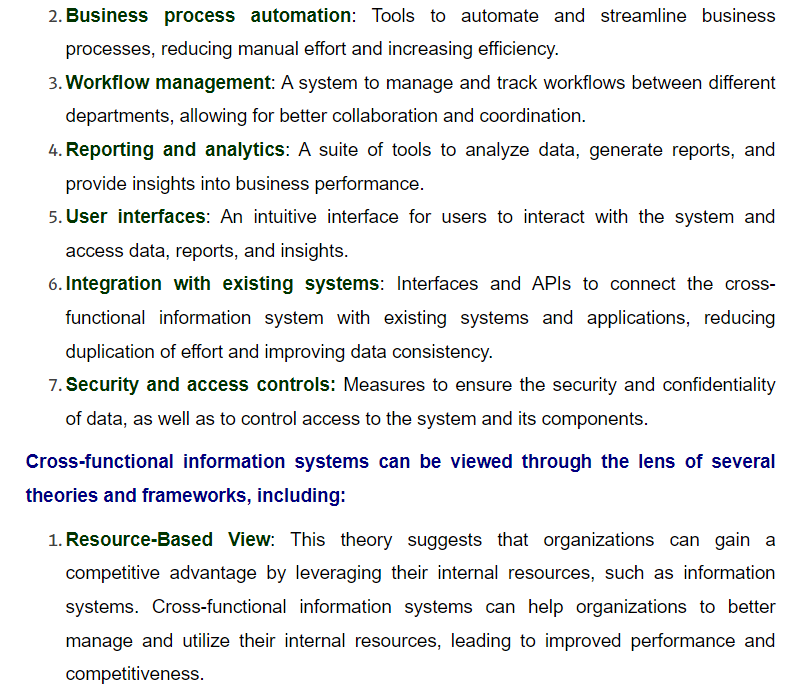 2. Business process automation: Tools to automate and streamline business
processes, reducing manual effort and increasing efficiency.
3. Workflow management: A system to manage and track workflows between different
departments, allowing for better collaboration and coordination.
4. Reporting and analytics: A suite of tools to analyze data, generate reports, and
provide insights into business performance.
5. User interfaces: An intuitive interface for users to interact with the system and
access data, reports, and insights.
6. Integration with existing systems: Interfaces and APIs to connect the cross-
functional information system with existing systems and applications, reducing
duplication of effort and improving data consistency.
7. Security and access controls: Measures to ensure the security and confidentiality
of data, as well as to control access to the system and its components.
Cross-functional information systems can be viewed through the lens of several
theories and frameworks, including:
1. Resource-Based View: This theory suggests that organizations can gain a
competitive advantage by leveraging their internal resources, such as information
systems. Cross-functional information systems can help organizations to better
manage and utilize their internal resources, leading to improved performance and
competitiveness.